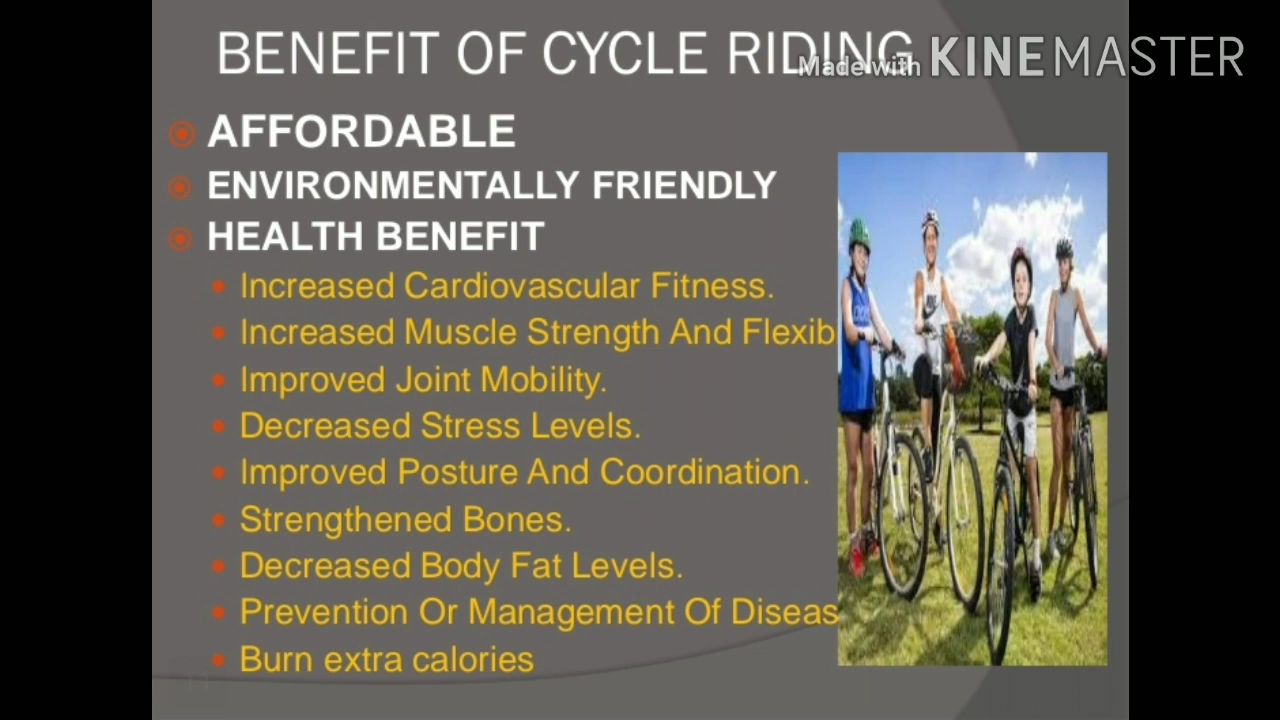 BENEFIT OF CYCLE RIDING
Made with KINEMASTER
AFFORDABLE
ENVIRONMENTALLY FRIENDLY
HEALTH BENEFIT
Increased Cardiovascular Fitness.
Increased Muscle Strength And Flexib
Improved Joint Mobility.
Decreased Stress Levels.
Improved Posture And Coordination.
Strengthened Bones.
Decreased Body Fat Levels.
Prevention Or Management Of Diseas
Burn extra calories